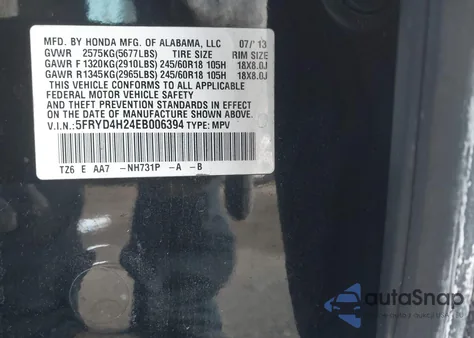 MFD. BY HONDA MFG. OF ALABAMA, LLC 07/'13
GVWR 2575KG(5677LBS) TIRE SIZE RIM SIZE
GAWR F 1320KG(2910LBS) 245/60R18 105H 18X8.0J
GAWR R 1345KG(2965LBS) 245/60R18 105H 18X8.0J
THIS VEHICLE CONFORMS TO ALL APPLICABLE
FEDERAL MOTOR VEHICLE SAFETY
AND THEFT PREVENTION STANDARDS IN EFFECT
ON THE DATE OF MANUFACTURE SHOWN ABOVE.
V.I.N:5FRYD4H24EB006394 TYPE: MPV
TZ6 E AA7 -NH731P -A -B
autoSnap